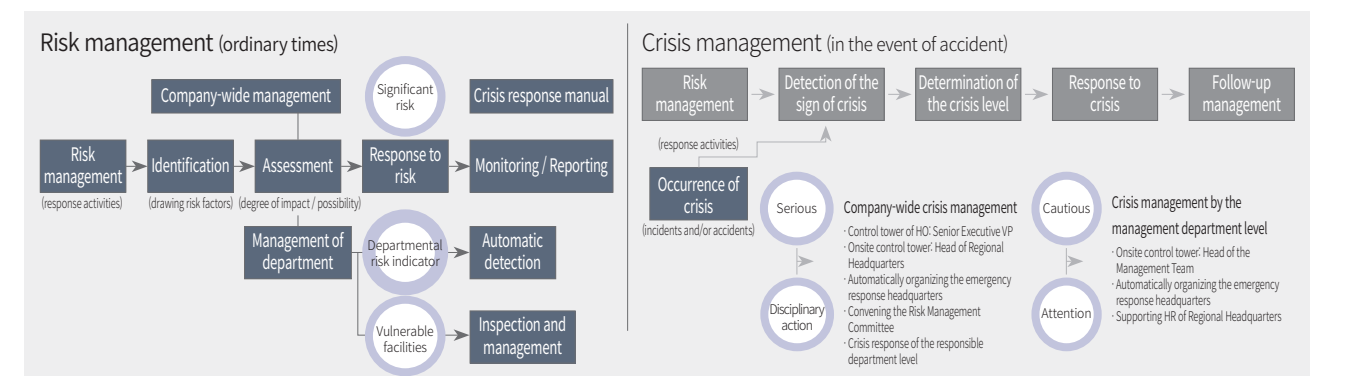 Risk management (ordinary times)
Company-wide management
Significant
risk
Crisis response manual
Risk
management
(response activities)
Identification
(drawing risk factors)
Assessment
(degree of impact / possibility)
Response to
risk
Monitoring / Reporting
Management of
department
Departmental
risk indicator
Automatic
detection
Vulnerable
facilities
Inspection and
management
Crisis management (in the event of accident)
Risk
management
Detection of the
sign of crisis
Determination of
the crisis level
Response to
crisis
Follow-up
management
(response activities)
Occurrence of
crisis
(incidents and/or accidents)
Serious
Disciplinary
action
Company-wide crisis management
· Control tower of HO: Senior Executive VP
· Onsite control tower: Head of Regional
Headquarters
· Automatically organizing the emergency
response headquarters
· Convening the Risk Management
Committee
· Crisis response of the responsible
department level
Cautious
Attention
Crisis management by the
management department level
· Onsite control tower: Head of the
Management Team
· Automatically organizing the emergency
response headquarters
· Supporting HR of Regional Headquarters